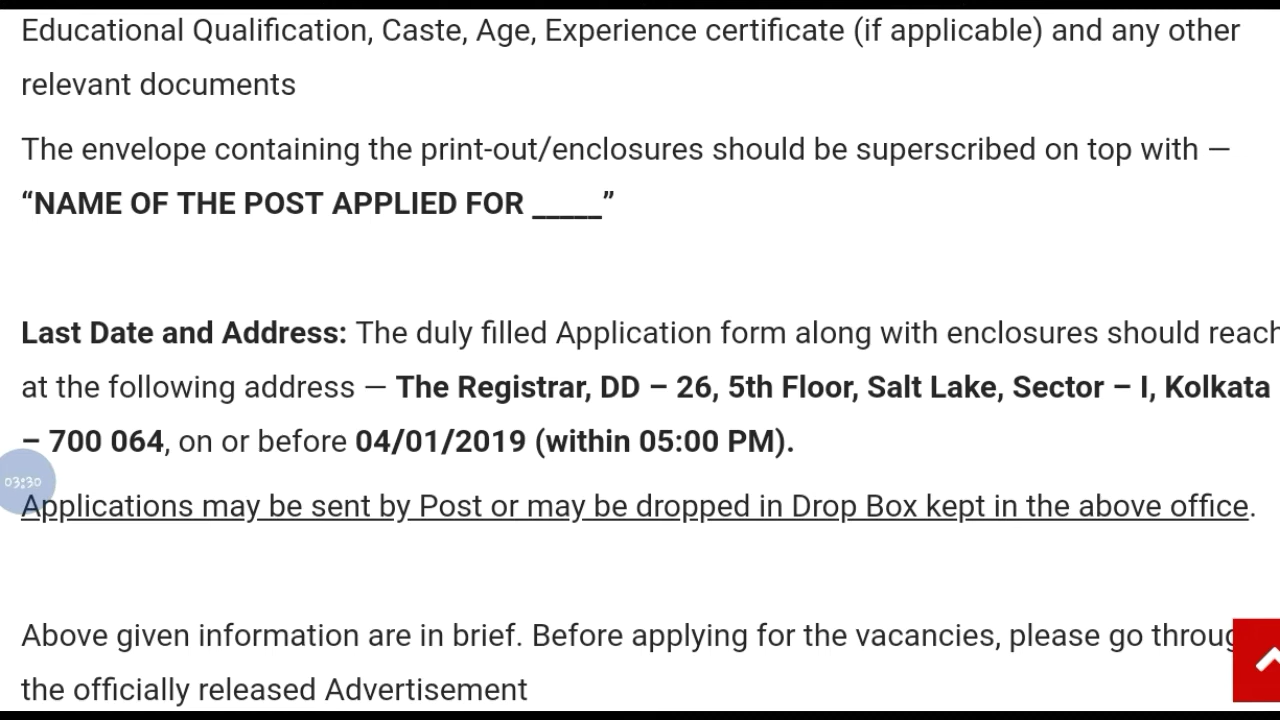 Educational Qualification, Caste, Age, Experience certificate (if applicable) and any other
relevant documents
The envelope containing the print-out/enclosures should be superscribed on top with —
“NAME OF THE POST APPLIED FOR _____”
Last Date and Address: The duly filled Application form along with enclosures should reach
at the following address — The Registrar, DD – 26, 5th Floor, Salt Lake, Sector – I, Kolkata
– 700 064, on or before 04/01/2019 (within 05:00 PM).
03:30
Applications may be sent by Post or may be dropped in Drop Box kept in the above office.
Above given information are in brief. Before applying for the vacancies, please go throug
the officially released Advertisement